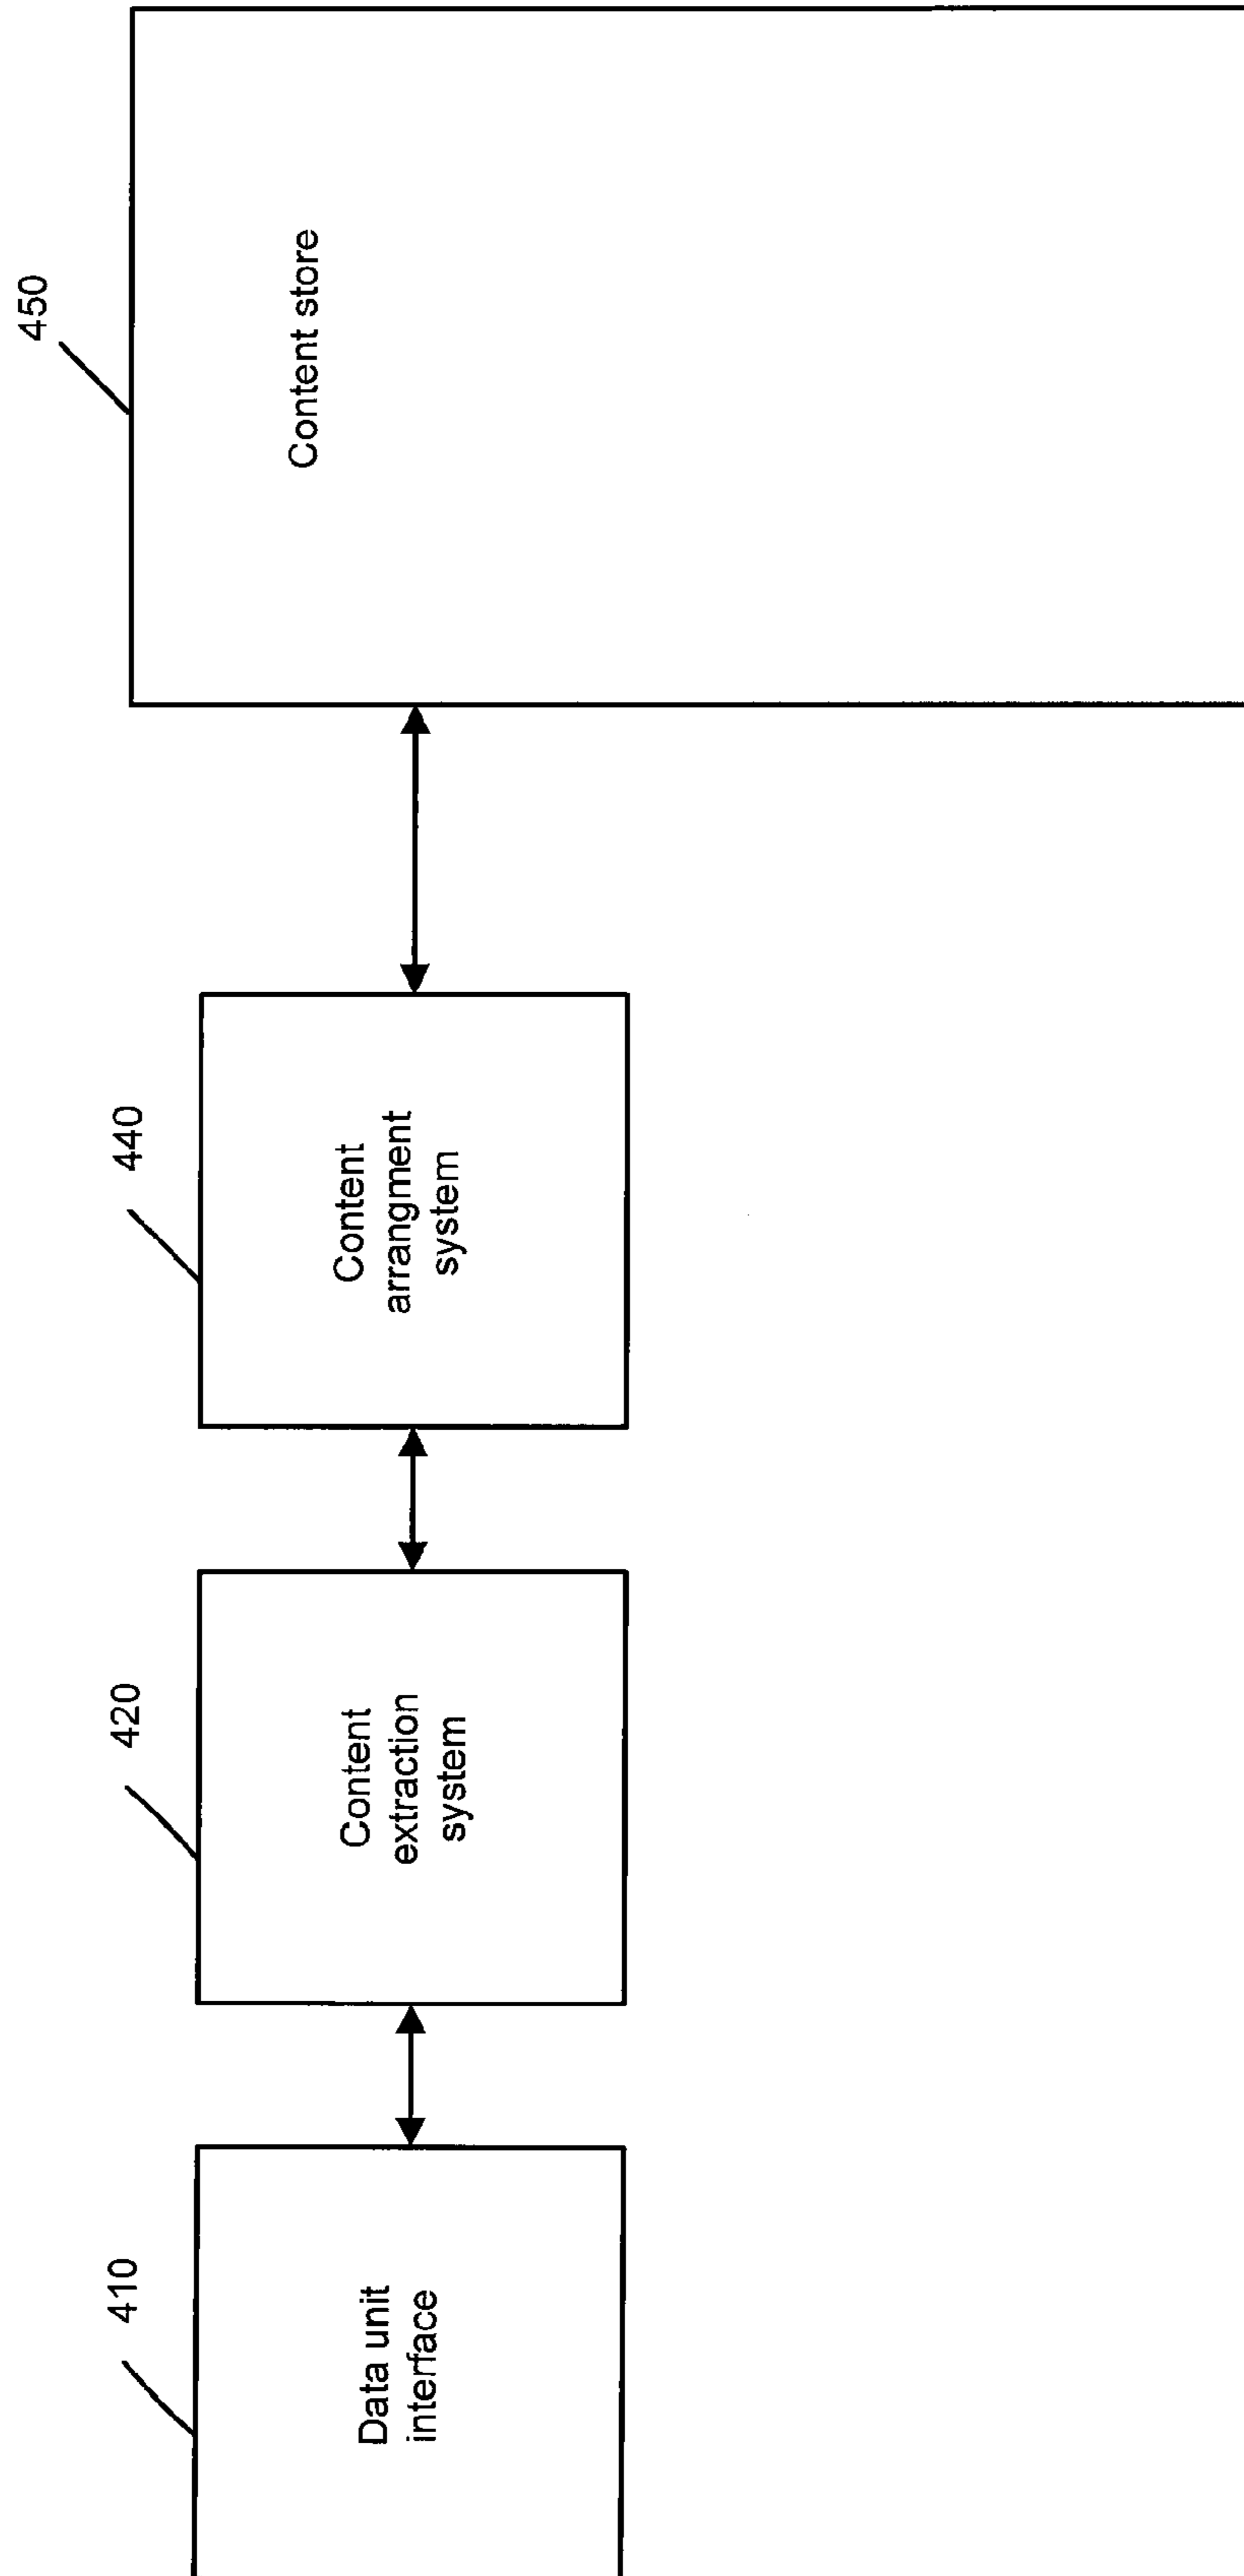 410
Data unit
interface
420
Content
extraction
system
440
Content
arrangment
system
450
Content store